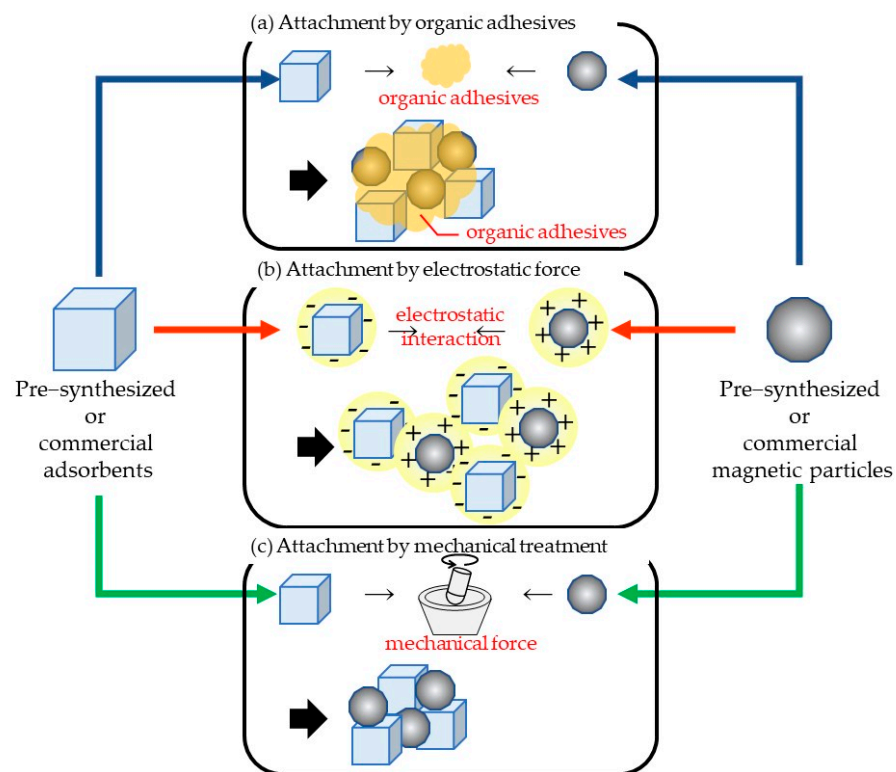 (a) Attachment by organic adhesives
organic adhesives
organic adhesives
(b) Attachment by electrostatic force
electrostatic
interaction
Pre–synthesized
or
commercial
adsorbents
Pre–synthesized
or
commercial
magnetic particles
(c) Attachment by mechanical treatment
mechanical force